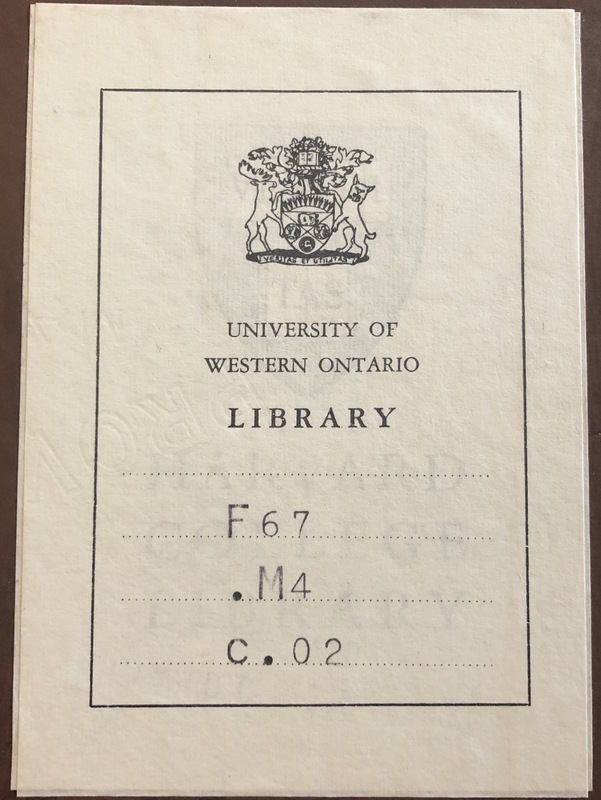 VERITAS ET UTILITAS
UNIVERSITY OF
WESTERN ONTARIO
LIBRARY
F67
.M4
c.02